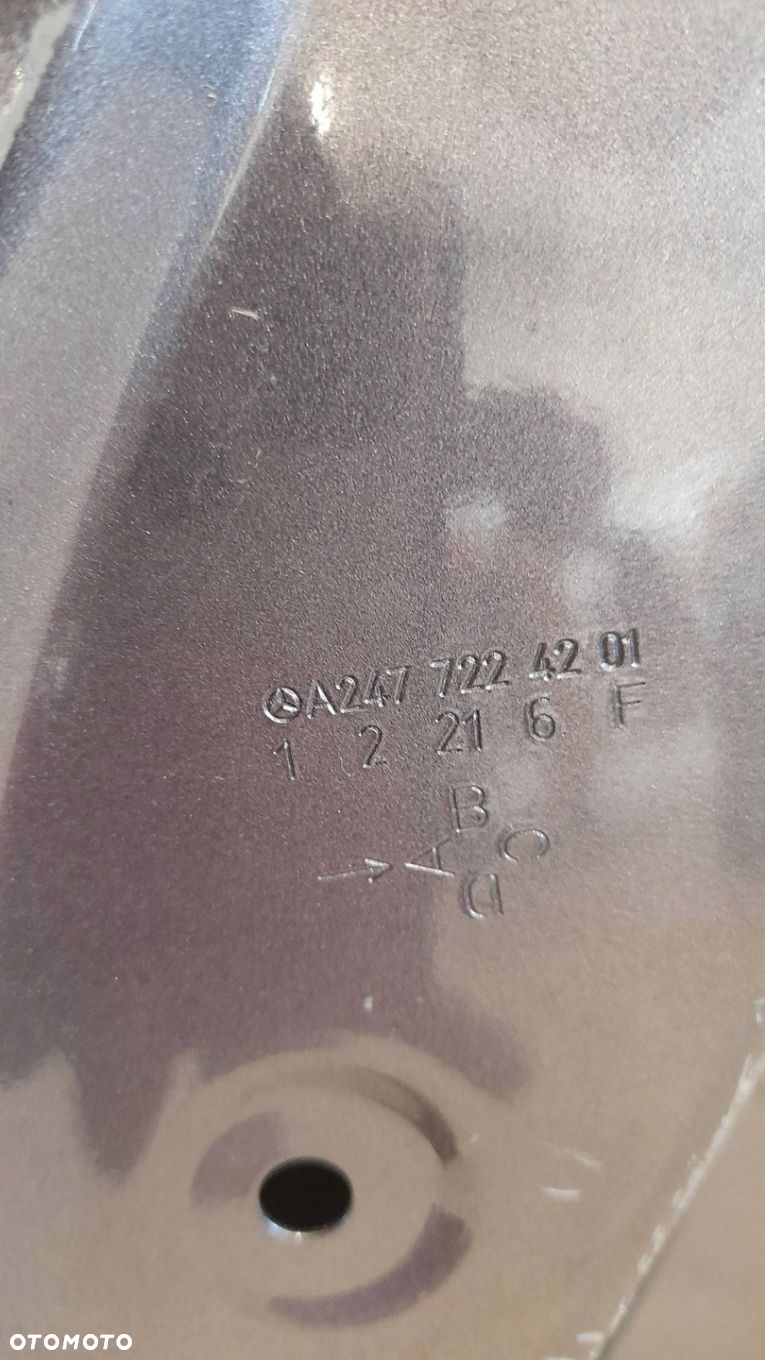 A247 722 42 01
1 2 21 6 F
B
A C
D
OTOMOTO